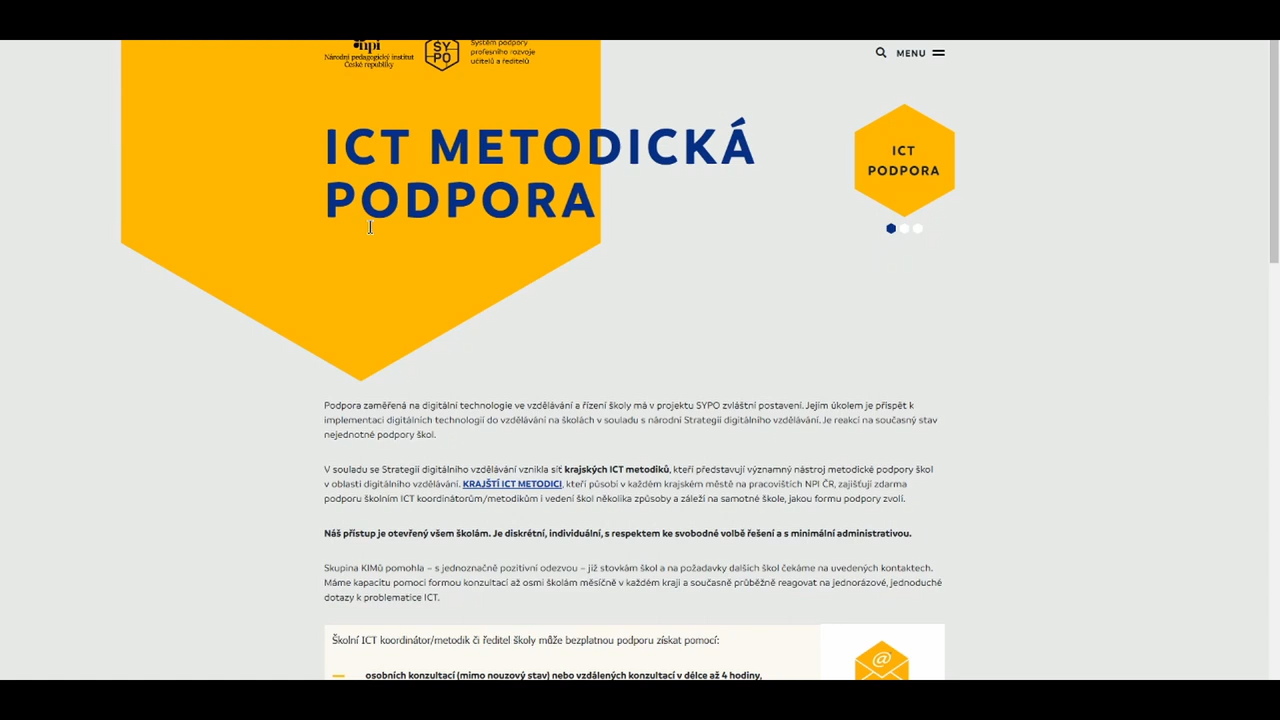 npi
Národní pedagogický institut
České republiky
SY
PO
Systém podpory
profesního rozvoje
učitelů a ředitelů
MENU
ICT METODICKÁ
PODPORA
ICT
PODPORA
Podpora zaměřená na digitální technologie ve vzdělávání a řízení školy má v projektu SYPO zvláštní postavení. Jejím úkolem je přispět k
implementaci digitálních technologií do vzdělávání na školách v souladu s národní Strategií digitálního vzdělávání. Je reakcí na současný stav
nejednotné podpory škol.
V souladu se Strategií digitálního vzdělávání vznikla síť krajských ICT metodiků, kteří představují významný nástroj metodické podpory škol
v oblasti digitálního vzdělávání. KRAJŠTÍ ICT METODICI, kteří působí v každém krajském městě na pracovištích NPI ČR, zajišťují zdarma
podporu školním ICT koordinátorům/metodikům i vedení škol několika způsoby a záleží na samotné škole, jakou formu podpory zvolí.
Náš přístup je otevřený všem školám. Je diskrétní, individuální, s respektem ke svobodné volbě řešení a s minimální administrativou.
Skupina KIMů pomohla – s jednoznačně pozitivní odezvou – již stovkám škol a na požadavky dalších škol čekáme na uvedených kontaktech.
Máme kapacitu pomoci formou konzultací až osmi školám měsíčně v každém kraji a současně průběžně reagovat na jednorázové, jednoduché
dotazy k problematice ICT.
Školní ICT koordinátor/metodik či ředitel školy může bezplatnou podporu získat pomocí:
osobních konzultací (mimo nouzový stav) nebo vzdálených konzultací v délce až 4 hodiny,
@